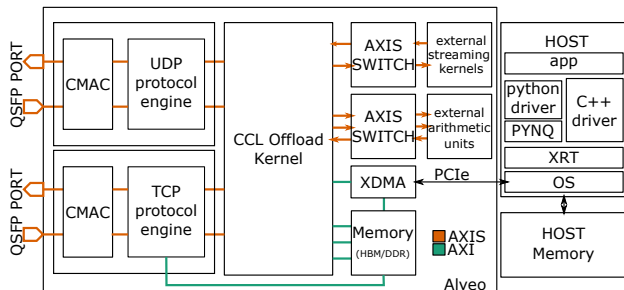 QSFP PORT
CMAC
UDP
protocol
engine
QSFP PORT
CMAC
TCP
protocol
engine
CCL Offload
Kernel
AXIS
SWITCH
external
streaming
kernels
AXIS
SWITCH
external
arithmetic
units
XDMA
PCIe
Memory
(HBM/DDR)
AXIS
AXI
Alveo
HOST
app
python
driver
PYNQ
C++
driver
XRT
OS
HOST
Memory